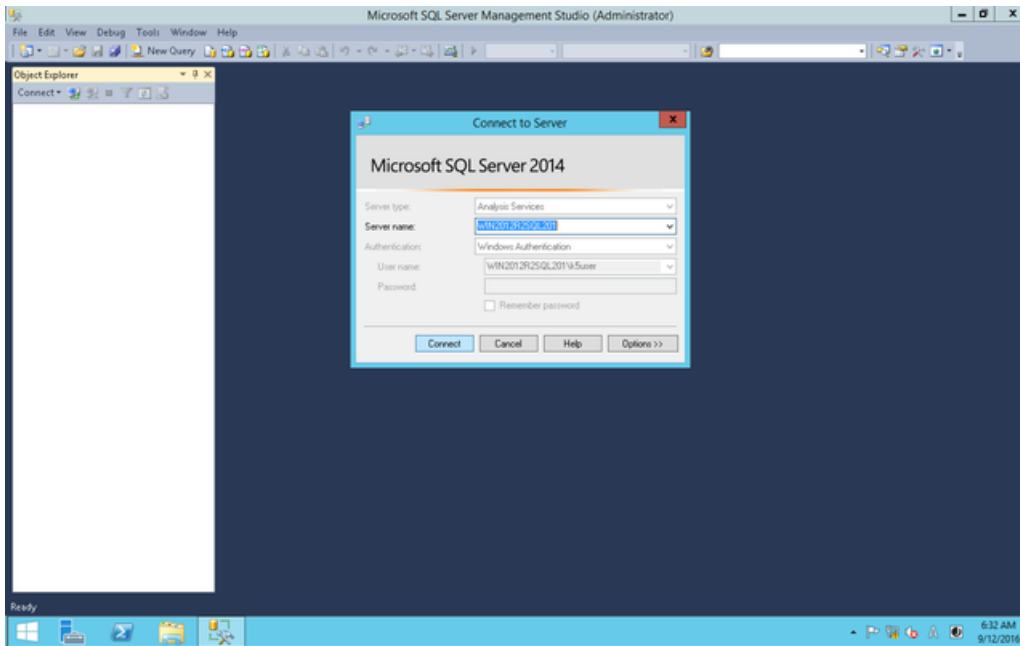 Microsoft SQL Server Management Studio (Administrator)
File Edit View Debug Tools Window Help
New Query
Object Explorer
Connect
Connect to Server
Microsoft SQL Server 2014
Server type: Analysis Services
Server name: WIN2012R2SQL201
Authentication: Windows Authentication
User name: WIN2012R2SQL201\k5user
Password:
Remember password
Connect Cancel Help Options >>
Ready
6:32 AM
9/12/2016